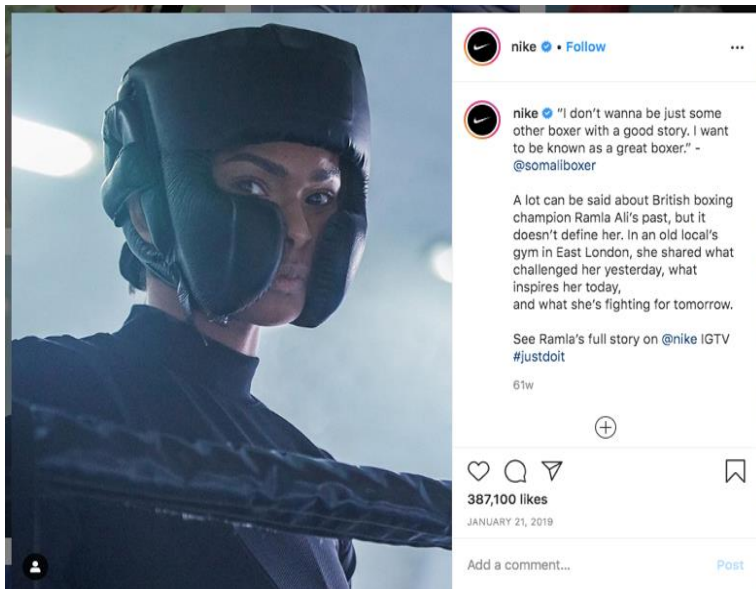 nike • Follow
nike "I don't wanna be just some
other boxer with a good story. I want
to be known as a great boxer.” -
@somaliboxer
A lot can be said about British boxing
champion Ramla Ali's past, but it
doesn't define her. In an old local's
gym in East London, she shared what
challenged her yesterday, what
inspires her today,
and what she's fighting for tomorrow.
See Ramla's full story on @nike IGTV
#justdoit
61w
387,100 likes
JANUARY 21, 2019
Add a comment... Post